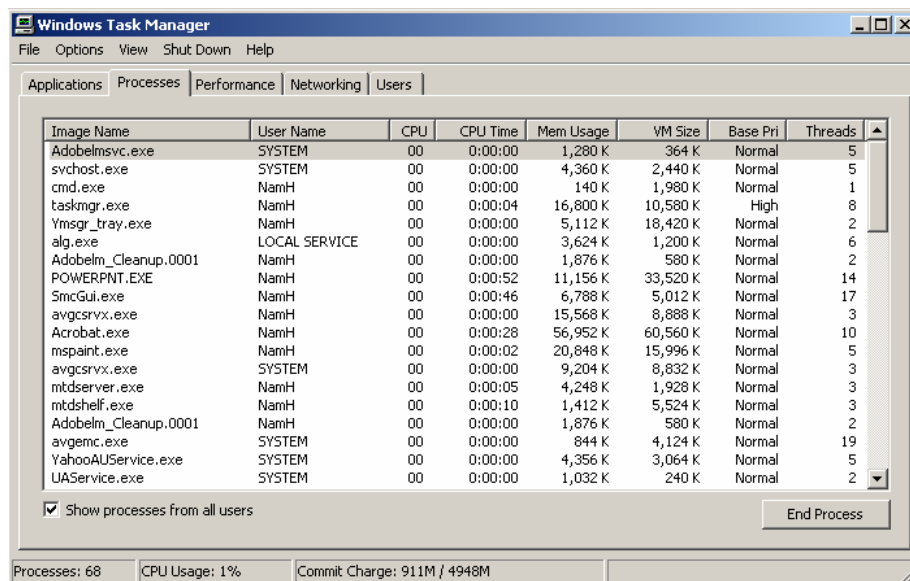 Windows Task Manager
File Options View Shut Down Help
Applications Processes Performance Networking Users
Image Name User Name CPU CPU Time Mem Usage VM Size Base Pri Threads
Adobelmsvc.exe SYSTEM 00 0:00:00 1,280 K 364 K Normal 5
svchost.exe SYSTEM 00 0:00:00 4,360 K 2,440 K Normal 5
cmd.exe NamH 00 0:00:00 140 K 1,980 K Normal 1
taskmgr.exe NamH 00 0:00:04 16,800 K 10,580 K High 8
Ymsgr_tray.exe NamH 00 0:00:00 5,112 K 18,420 K Normal 2
alg.exe LOCAL SERVICE 00 0:00:00 3,624 K 1,200 K Normal 6
Adobelm_Cleanup.0001 NamH 00 0:00:00 1,876 K 580 K Normal 2
POWERPNT.EXE NamH 00 0:00:52 11,156 K 33,520 K Normal 14
SmcGui.exe NamH 00 0:00:46 6,788 K 5,012 K Normal 17
avgcsrvx.exe NamH 00 0:00:00 15,568 K 8,888 K Normal 3
Acrobat.exe NamH 00 0:00:28 56,952 K 60,560 K Normal 10
mspaint.exe NamH 00 0:00:02 20,848 K 15,996 K Normal 5
avgcsrvx.exe SYSTEM 00 0:00:00 9,204 K 8,832 K Normal 3
mtdserver.exe NamH 00 0:00:05 4,248 K 1,928 K Normal 3
mtdshelf.exe NamH 00 0:00:10 1,412 K 5,524 K Normal 3
Adobelm_Cleanup.0001 NamH 00 0:00:00 1,876 K 580 K Normal 2
avgemc.exe SYSTEM 00 0:00:00 844 K 4,124 K Normal 19
YahooAUService.exe SYSTEM 00 0:00:00 4,356 K 3,064 K Normal 5
UAService.exe SYSTEM 00 0:00:00 1,032 K 240 K Normal 2
Show processes from all users End Process
Processes: 68 CPU Usage: 1% Commit Charge: 911M / 4948M